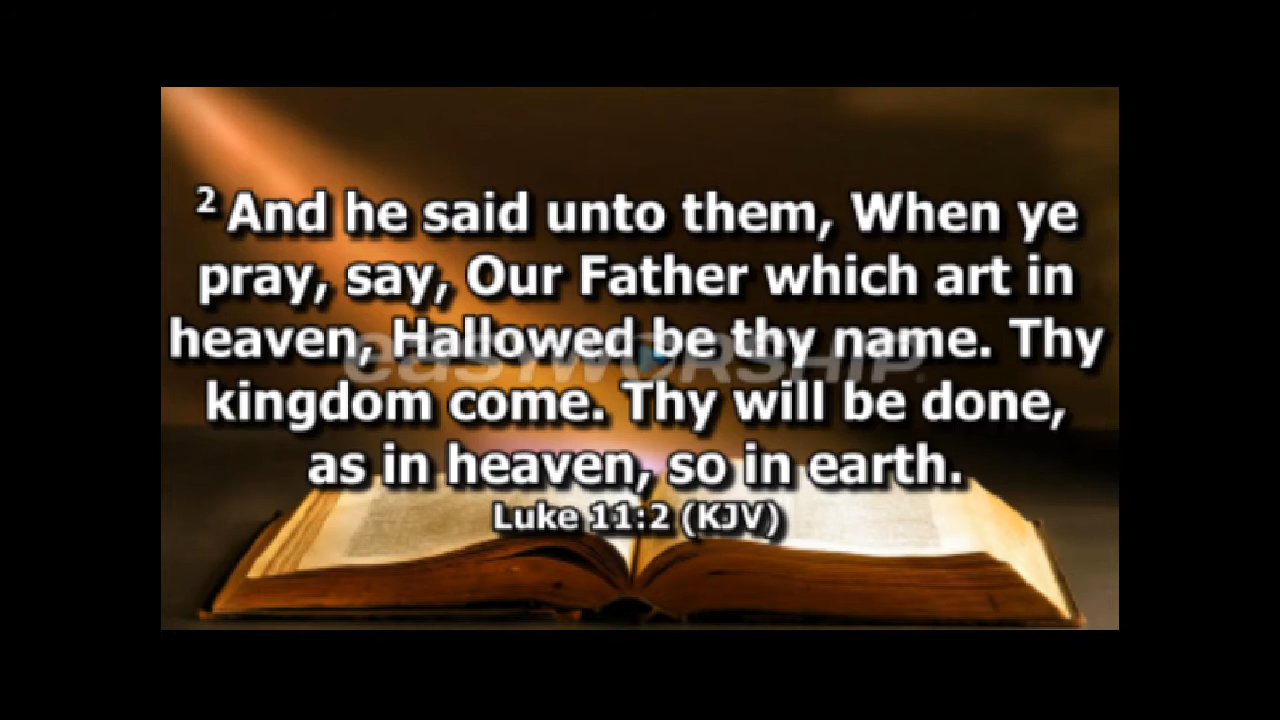 2 And he said unto them, When ye
pray, say, Our Father which art in
heaven, Hallowed be thy name. Thy
easyworship.
kingdom come. Thy will be done,
as in heaven, so in earth.
Luke 11:2 (KJV)